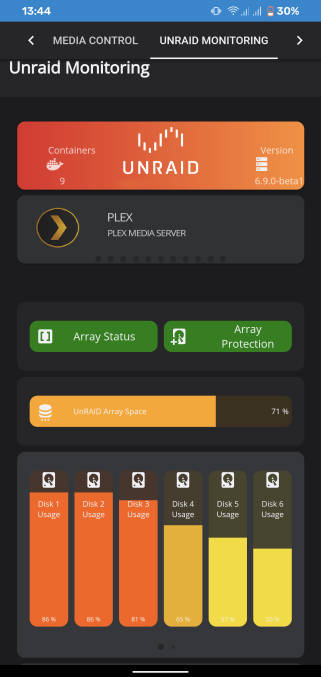 13:44
30%
MEDIA CONTROL
UNRAID MONITORING
Unraid Monitoring
Containers
9
UNRAID
Version
6.9.0-beta1
PLEX
PLEX MEDIA SERVER
Array Status
Array
Protection
UnRAID Array Space
71 %
Disk 1
Usage
Disk 2
Usage
Disk 3
Usage
Disk 4
Usage
Disk 5
Usage
Disk 6
Usage
86 %
86 %
81 %
65 %